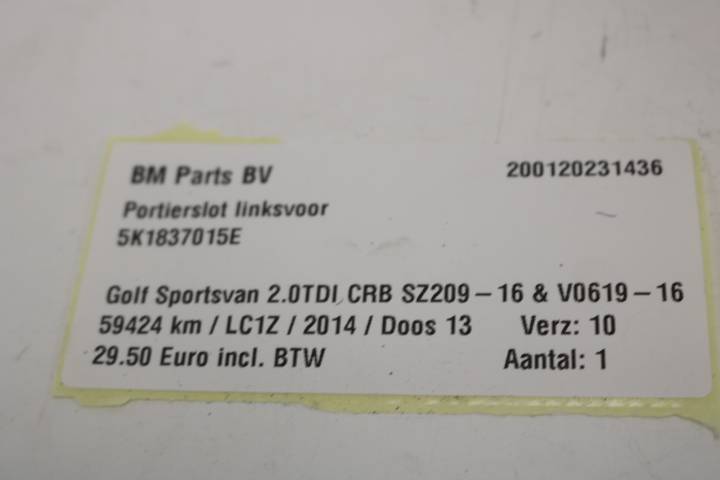 BM Parts BV 200120231436
Portierslot linksvoor
5K1837015E
Golf Sportsvan 2.0TDI CRB SZ209-16 & V0619-16
59424 km / LC1Z / 2014 / Doos 13 Verz: 10
29.50 Euro incl. BTW Aantal: 1